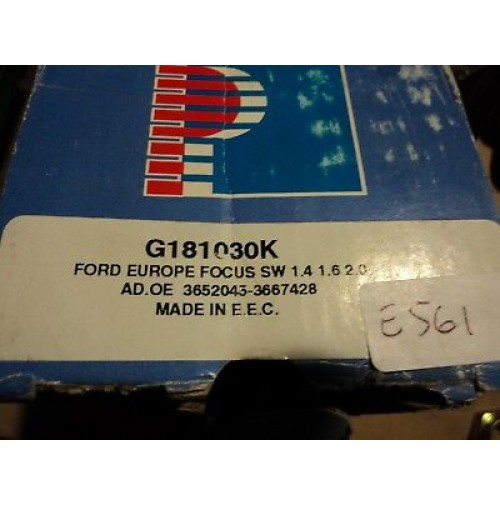 G181030K
FORD EUROPE FOCUS SW 1.4 1.6 2.0
AD.OE 3652043-3667428
MADE IN E.E.C.
E561